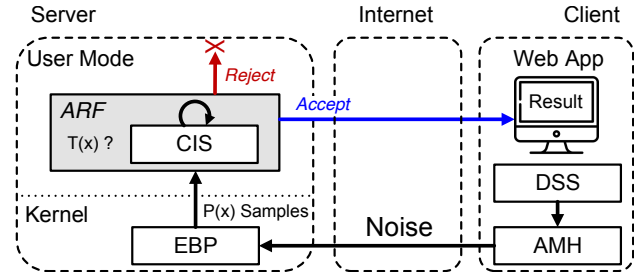 Server
Internet
Client
User Mode
Reject
Web App
ARF
Accept
Result
T(x) ?
CIS
DSS
P(x) Samples
Kernel
Noise
EBP
AMH